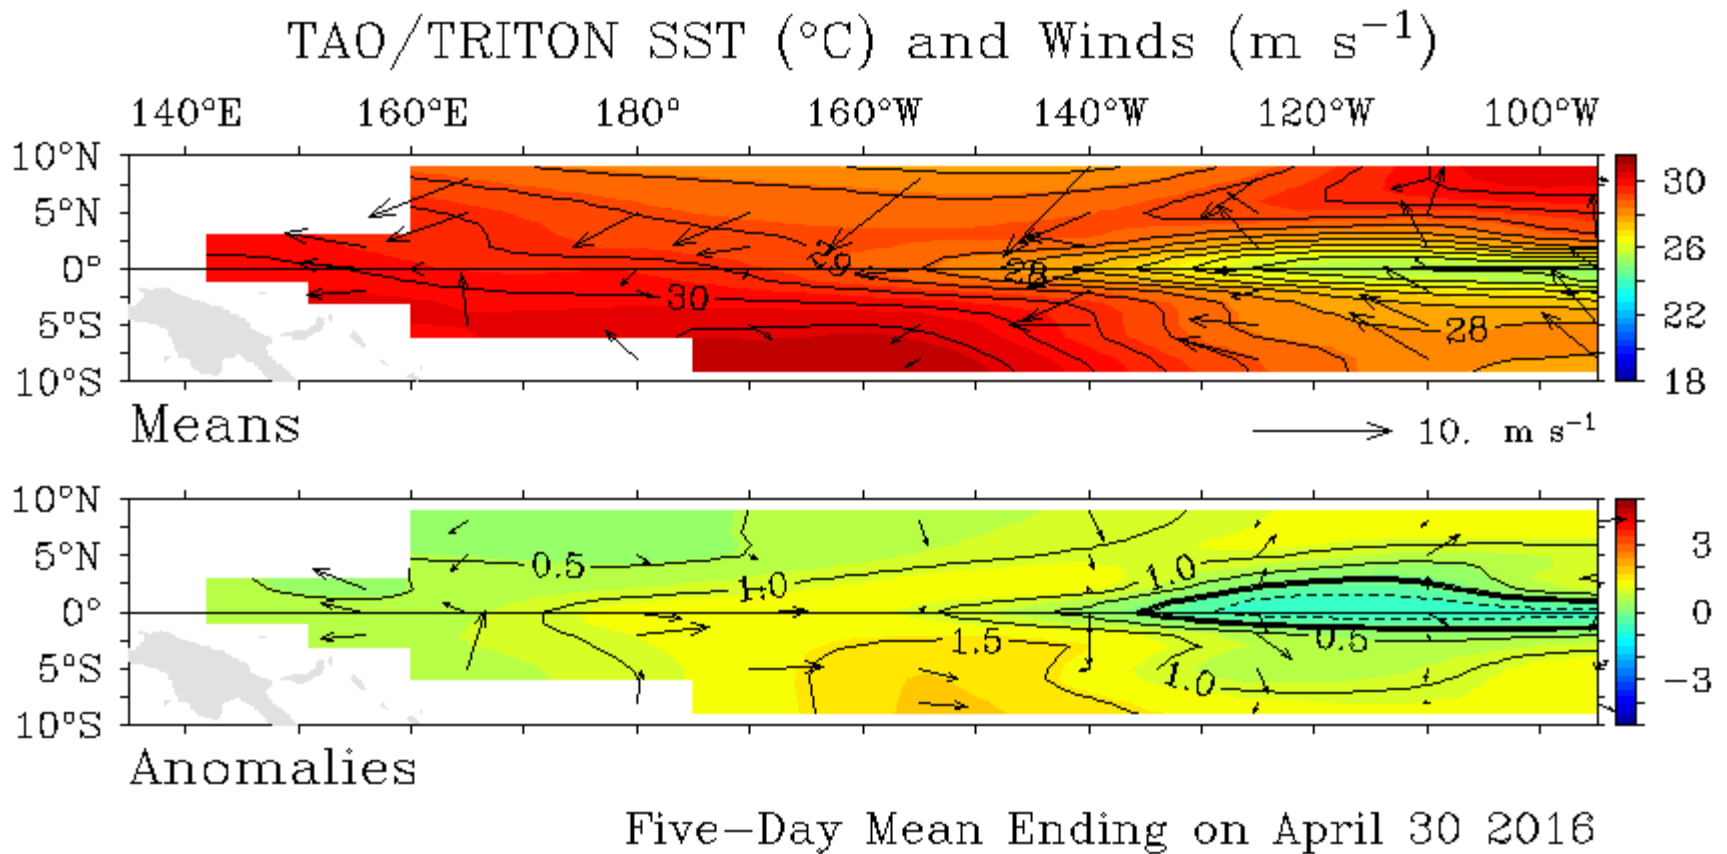 TAO/TRITON SST (°C) and Winds (m s⁻¹)
140°E 160°E 180° 160°W 140°W 120°W 100°W
10°N
5°N
0°
5°S
10°S
29
28
30
28
30
26
22
18
Means
10. m s⁻¹
10°N
5°N
0°
5°S
10°S
0.5
1.0
1.0
1.5
0.5
1.0
3
0
−3
Anomalies
Five−Day Mean Ending on April 30 2016